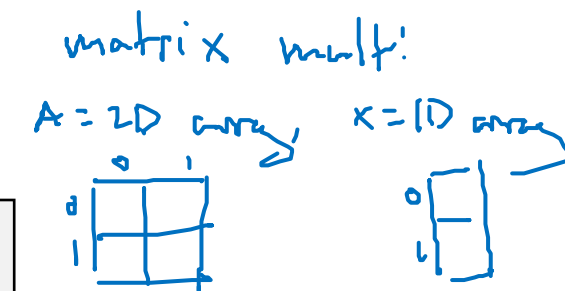 matrix mult:
A = 2D array x = 1D array
0 1
0 0
1 1